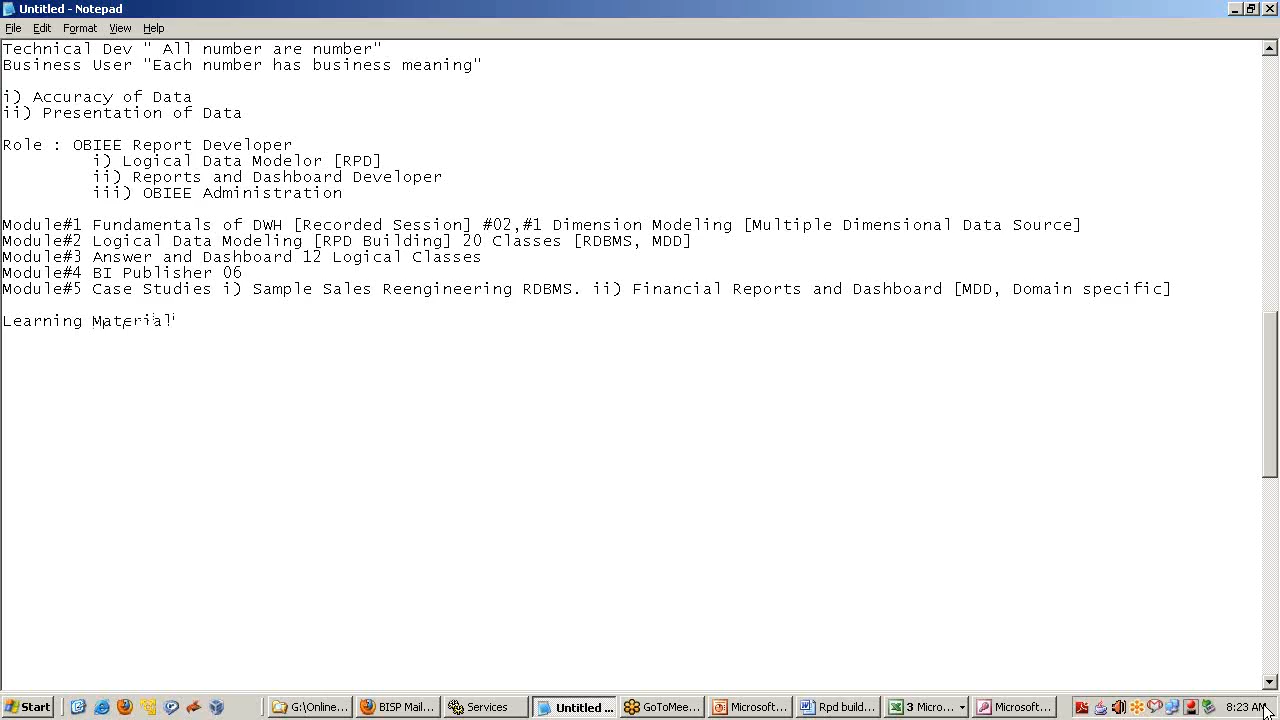 Untitled - Notepad
File Edit Format View Help
Technical Dev " All number are number"
Business User "Each number has business meaning"
i) Accuracy of Data
ii) Presentation of Data
Role : OBIEE Report Developer
i) Logical Data Modelor [RPD]
ii) Reports and Dashboard Developer
iii) OBIEE Administration
Module#1 Fundamentals of DWH [Recorded Session] #02,#1 Dimension Modeling [Multiple Dimensional Data Source]
Module#2 Logical Data Modeling [RPD Building] 20 Classes [RDBMS, MDD]
Module#3 Answer and Dashboard 12 Logical Classes
Module#4 BI Publisher 06
Module#5 Case Studies i) Sample Sales Reengineering RDBMS. ii) Financial Reports and Dashboard [MDD, Domain specific]
Learning Material
Start G:\Online... BISP Mail... Services Untitled ... GoToMee... Microsoft... Rpd build... 3 Micro... Microsoft... 8:23 AM